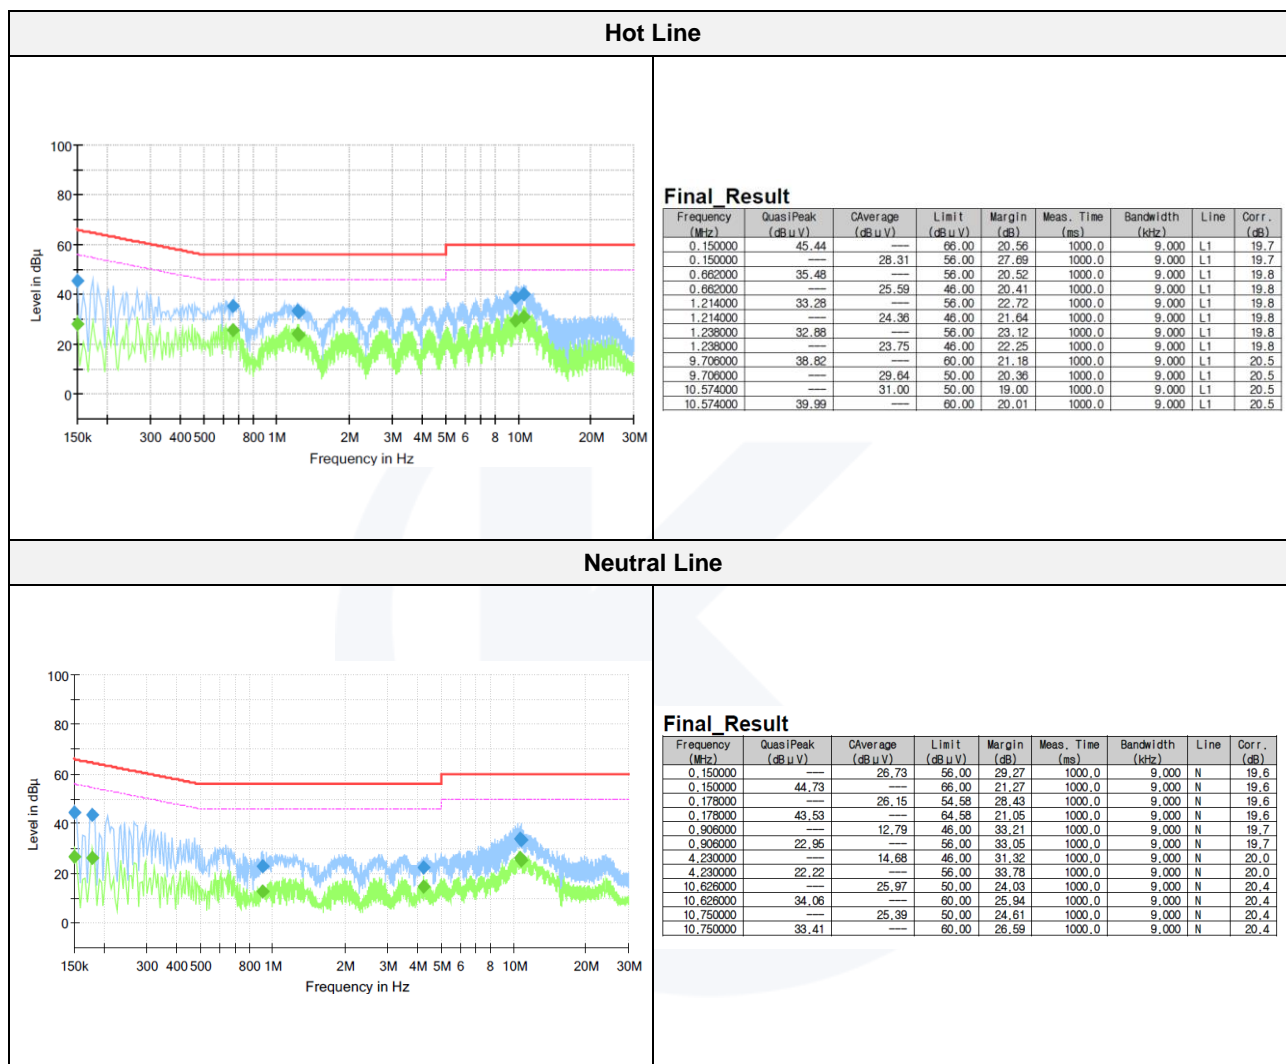 Hot Line
100
80
60
40
20
0
Level in dBµ
150k 300 400 500 800 1M 2M 3M 4M 5M 6 8 10M 20M 30M
Frequency in Hz
Final_Result
Frequency QuasiPeak CAverage Limit Margin Meas. Time Bandwidth Line Corr.
(MHz) (dBµV) (dBµV) (dBµV) (dB) (ms) (kHz) (dB)
0.150000 45.44 --- 66.00 20.56 1000.0 9.000 L1 19.7
0.150000 --- 28.31 56.00 27.69 1000.0 9.000 L1 19.7
0.662000 35.48 --- 56.00 20.52 1000.0 9.000 L1 19.8
0.662000 --- 25.59 46.00 20.41 1000.0 9.000 L1 19.8
1.214000 33.28 --- 56.00 22.72 1000.0 9.000 L1 19.8
1.214000 --- 24.36 46.00 21.64 1000.0 9.000 L1 19.8
1.238000 32.88 --- 56.00 23.12 1000.0 9.000 L1 19.8
1.238000 --- 23.75 46.00 22.25 1000.0 9.000 L1 19.8
9.706000 38.82 --- 60.00 21.18 1000.0 9.000 L1 20.5
9.706000 --- 29.64 50.00 20.36 1000.0 9.000 L1 20.5
10.574000 --- 31.00 50.00 19.00 1000.0 9.000 L1 20.5
10.574000 39.99 --- 60.00 20.01 1000.0 9.000 L1 20.5
Neutral Line
100
80
60
40
20
0
Level in dBµ
150k 300 400 500 800 1M 2M 3M 4M 5M 6 8 10M 20M 30M
Frequency in Hz
Final_Result
Frequency QuasiPeak CAverage Limit Margin Meas. Time Bandwidth Line Corr.
(MHz) (dBµV) (dBµV) (dBµV) (dB) (ms) (kHz) (dB)
0.150000 --- 26.73 56.00 29.27 1000.0 9.000 N 19.6
0.150000 44.73 --- 66.00 21.27 1000.0 9.000 N 19.6
0.178000 --- 26.15 54.58 28.43 1000.0 9.000 N 19.6
0.178000 43.53 --- 64.58 21.05 1000.0 9.000 N 19.6
0.906000 --- 12.79 46.00 33.21 1000.0 9.000 N 19.7
0.906000 22.95 --- 56.00 33.05 1000.0 9.000 N 19.7
4.230000 --- 14.68 46.00 31.32 1000.0 9.000 N 20.0
4.230000 22.22 --- 56.00 33.78 1000.0 9.000 N 20.0
10.626000 --- 25.97 50.00 24.03 1000.0 9.000 N 20.4
10.626000 34.06 --- 60.00 25.94 1000.0 9.000 N 20.4
10.750000 --- 25.39 50.00 24.61 1000.0 9.000 N 20.4
10.750000 33.41 --- 60.00 26.59 1000.0 9.000 N 20.4